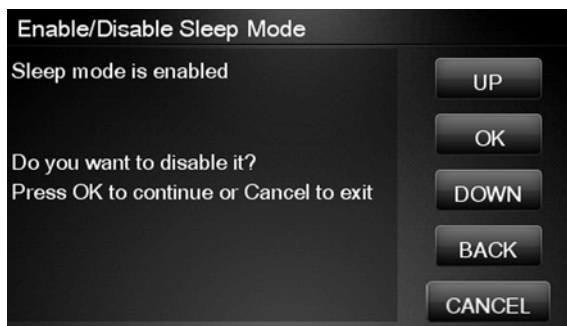 Enable/Disable Sleep Mode
Sleep mode is enabled
Do you want to disable it?
Press OK to continue or Cancel to exit
UP
OK
DOWN
BACK
CANCEL